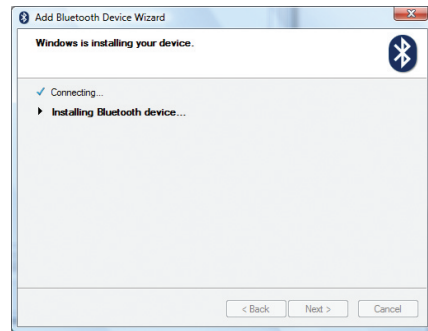 Add Bluetooth Device Wizard
Windows is installing your device.
Connecting...
Installing Bluetooth device...
< Back Next > Cancel